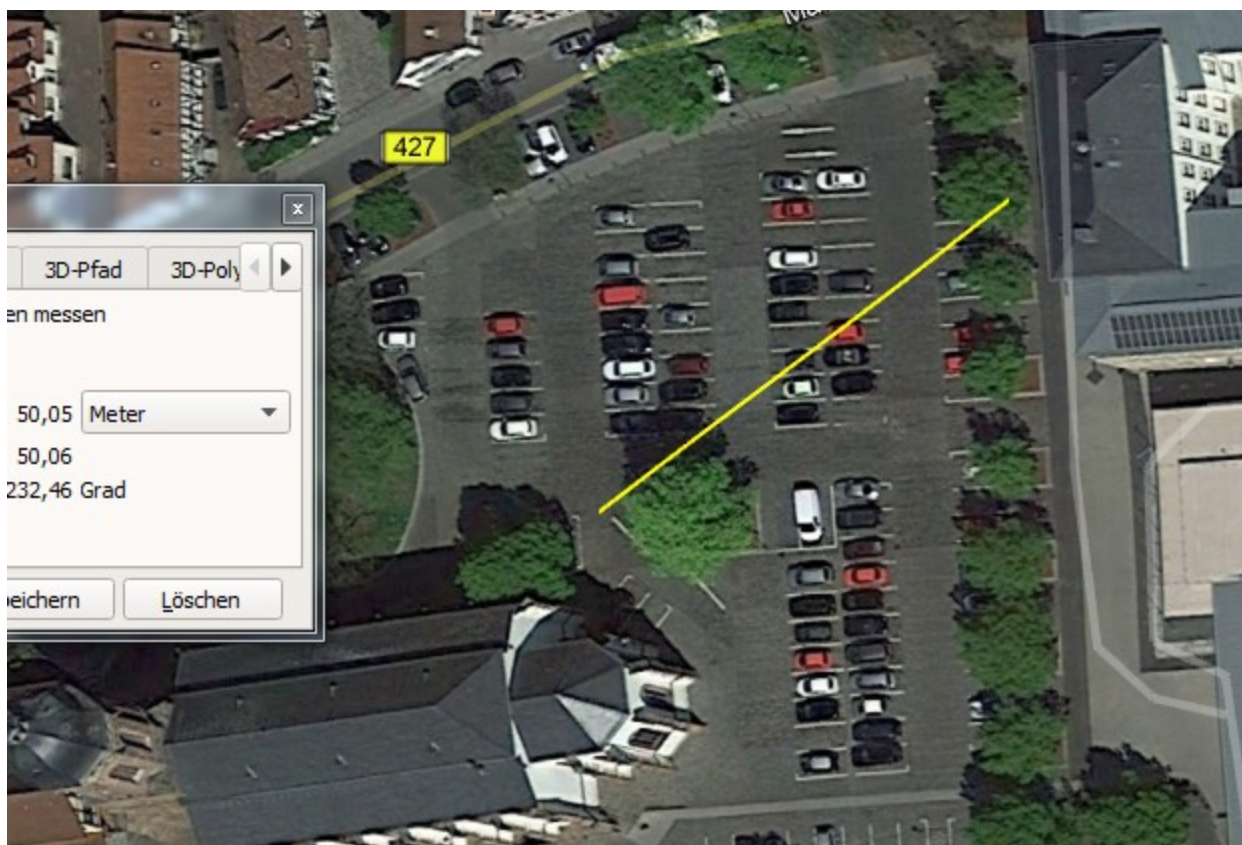 427
3D-Pfad
3D-Poly
en messen
50,05 Meter
50,06
232,46 Grad
peichern
Löschen